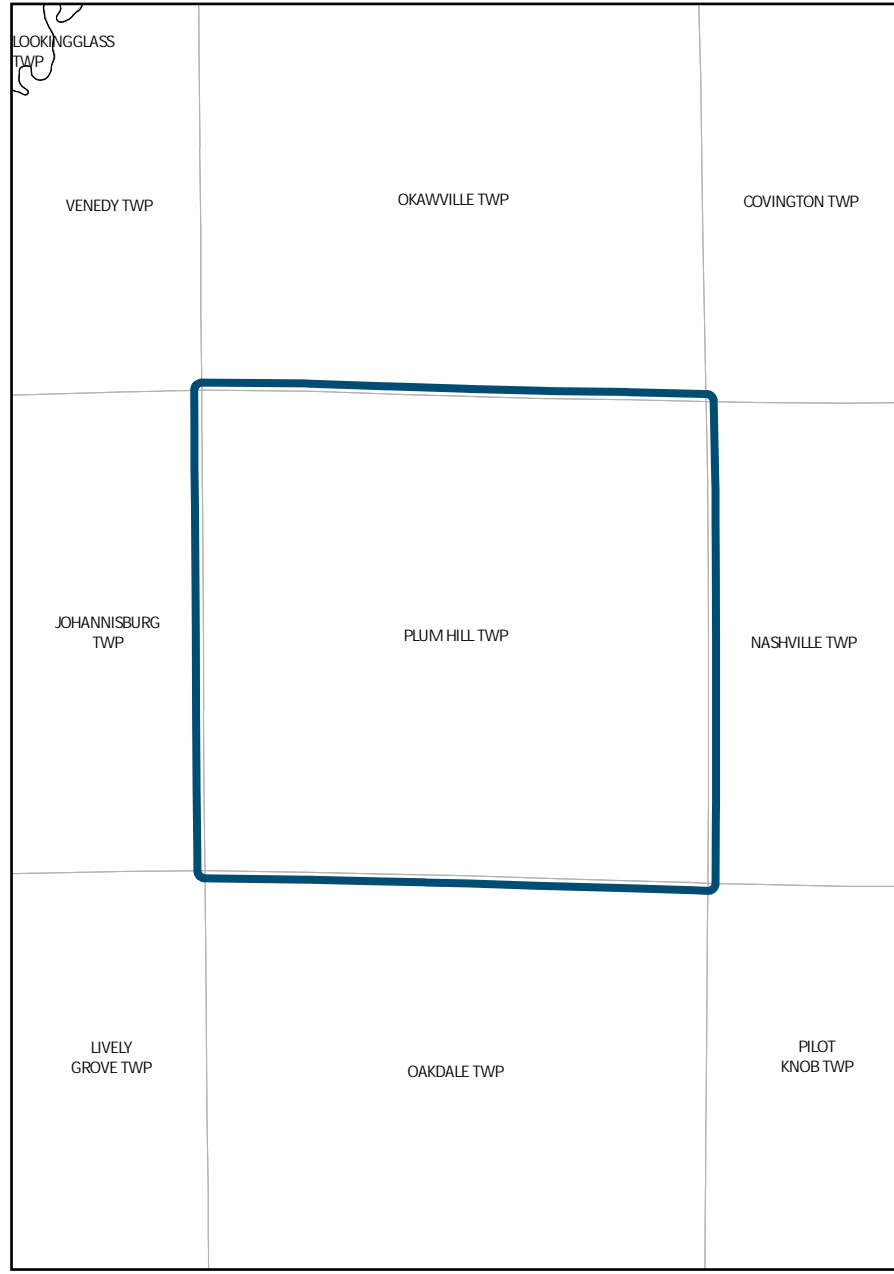 LOOKINGGLASS
TWP
VENEDY TWP
OKAWVILLE TWP
COVINGTON TWP
JOHANNISBURG
TWP
PLUM HILL TWP
NASHVILLE TWP
LIVELY
GROVE TWP
OAKDALE TWP
PILOT
KNOB TWP